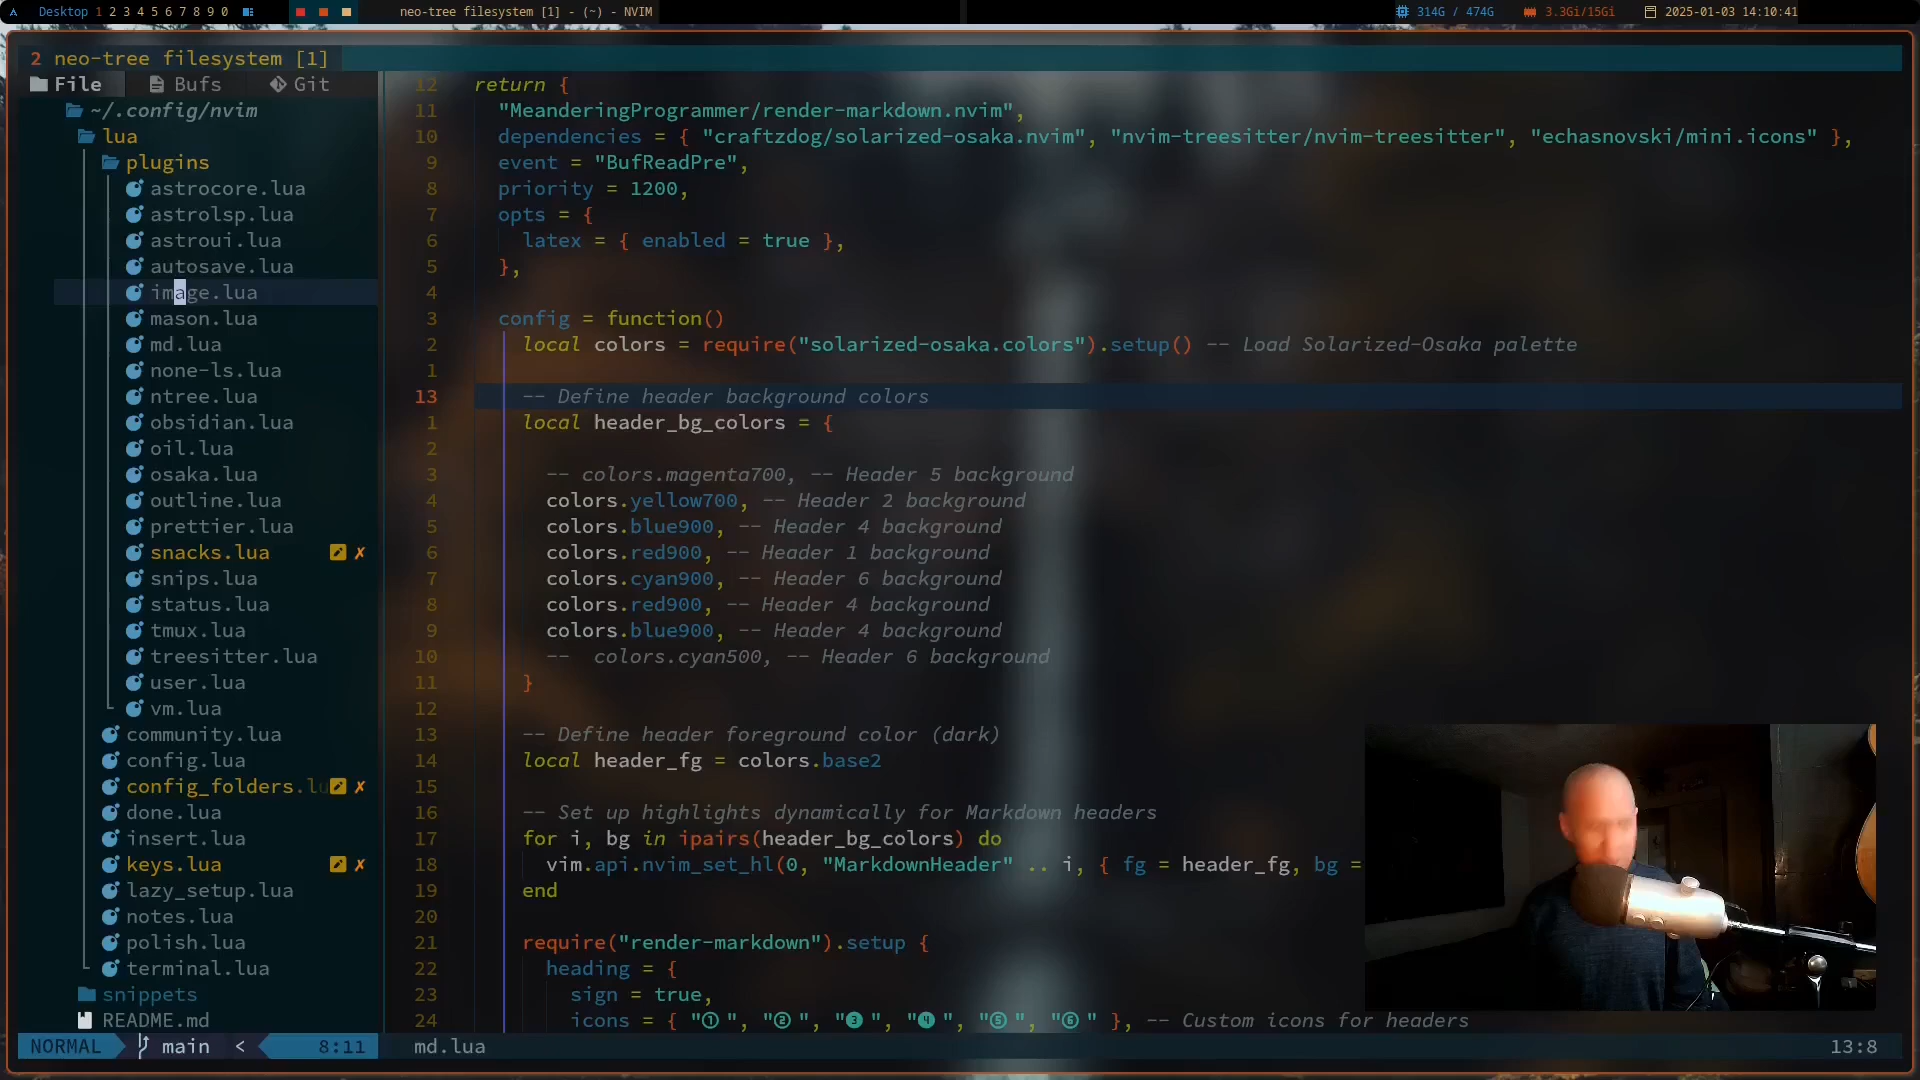 Desktop 1 2 3 4 5 6 7 8 9 0
neo-tree filesystem [1] - (~) - NVIM
314G / 474G
3.3Gi/15Gi
2025-01-03 14:10:41
2 neo-tree filesystem [1]
File Bufs Git
~/.config/nvim
lua
plugins
astrocore.lua
astrolsp.lua
astroui.lua
autosave.lua
image.lua
mason.lua
md.lua
none-ls.lua
ntree.lua
obsidian.lua
oil.lua
osaka.lua
outline.lua
prettier.lua
snacks.lua ✗
snips.lua
status.lua
tmux.lua
treesitter.lua
user.lua
vm.lua
community.lua
config.lua
config_folders.lu ✗
done.lua
insert.lua
keys.lua ✗
lazy_setup.lua
notes.lua
polish.lua
terminal.lua
snippets
README.md
12 return {
11 "MeanderingProgrammer/render-markdown.nvim",
10 dependencies = { "craftzdog/solarized-osaka.nvim", "nvim-treesitter/nvim-treesitter", "echasnovski/mini.icons" },
9 event = "BufReadPre",
8 priority = 1200,
7 opts = {
6 latex = { enabled = true },
5 },
4
3 config = function()
2 local colors = require("solarized-osaka.colors").setup() -- Load Solarized-Osaka palette
1
13 -- Define header background colors
1 local header_bg_colors = {
2
3 -- colors.magenta700, -- Header 5 background
4 colors.yellow700, -- Header 2 background
5 colors.blue900, -- Header 4 background
6 colors.red900, -- Header 1 background
7 colors.cyan900, -- Header 6 background
8 colors.red900, -- Header 4 background
9 colors.blue900, -- Header 4 background
10 -- colors.cyan500, -- Header 6 background
11 }
12
13 -- Define header foreground color (dark)
14 local header_fg = colors.base2
15
16 -- Set up highlights dynamically for Markdown headers
17 for i, bg in ipairs(header_bg_colors) do
18 vim.api.nvim_set_hl(0, "MarkdownHeader" .. i, { fg = header_fg, bg =
19 end
20
21 require("render-markdown").setup {
22 heading = {
23 sign = true,
24 icons = { "① ", "② ", "❸ ", "❹ ", "⑤ ", "⑥ " }, -- Custom icons for headers
NORMAL main < 8:11 md.lua 13:8